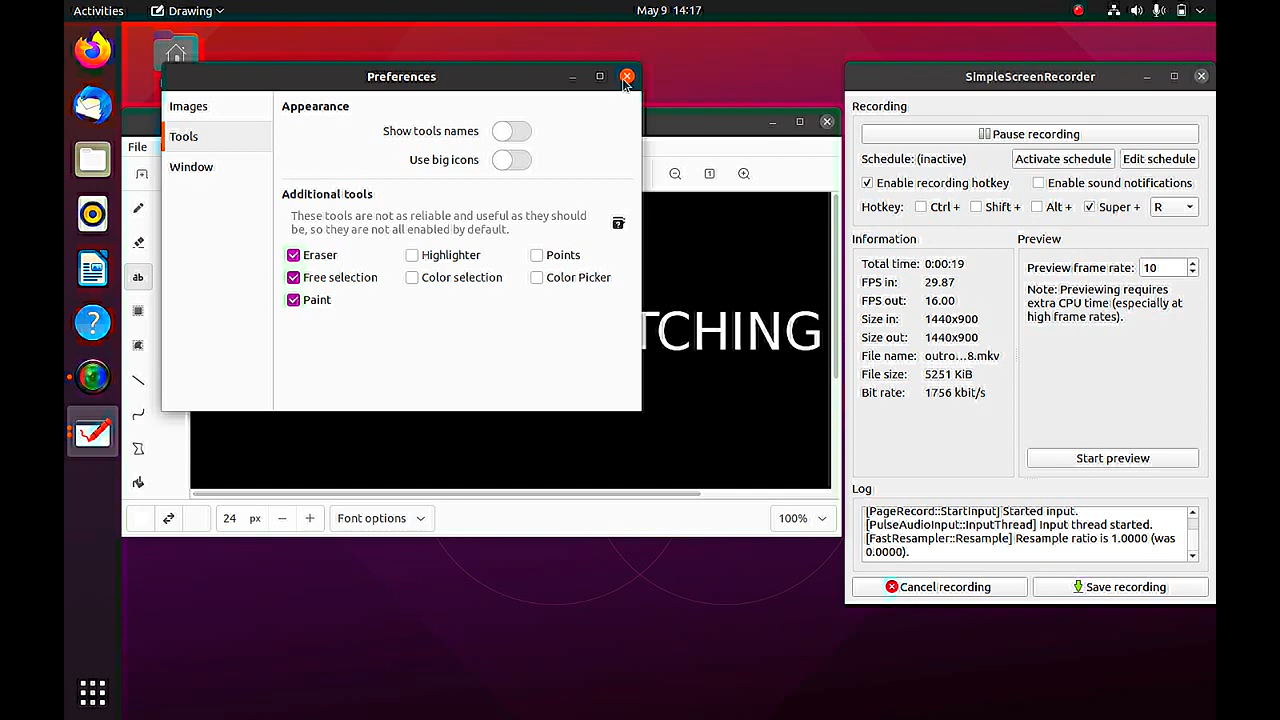 Activities
Drawing
May 9 14:17
Preferences
Images
Tools
Window
Appearance
Show tools names
Use big icons
Additional tools
These tools are not as reliable and useful as they should
be, so they are not all enabled by default.
Eraser
Highlighter
Points
Free selection
Color selection
Color Picker
Paint
File
ab
TCHING
24 px
Font options
100%
SimpleScreenRecorder
Recording
Pause recording
Schedule: (inactive)
Activate schedule
Edit schedule
Enable recording hotkey
Enable sound notifications
Hotkey:
Ctrl +
Shift +
Alt +
Super +
R
Information
Total time: 0:00:19
FPS in: 29.87
FPS out: 16.00
Size in: 1440x900
Size out: 1440x900
File name: outro...8.mkv
File size: 5251 KiB
Bit rate: 1756 kbit/s
Preview
Preview frame rate: 10
Note: Previewing requires
extra CPU time (especially at
high frame rates).
Start preview
Log
[PageRecord::StartInput] Started input.
[PulseAudioInput::InputThread] Input thread started.
[FastResampler::Resample] Resample ratio is 1.0000 (was
0.0000).
Cancel recording
Save recording